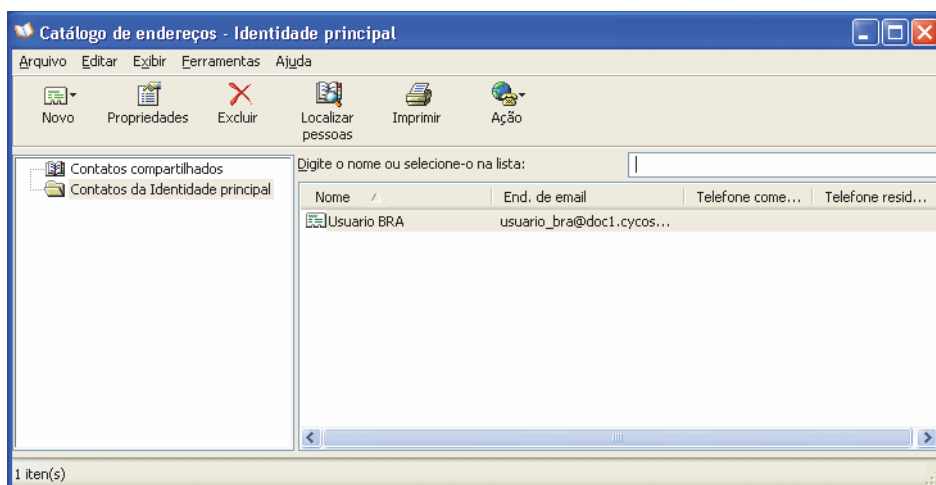 Catálogo de endereços - Identidade principal
Arquivo Editar Exibir Ferramentas Ajuda
Novo Propriedades Excluir Localizar pessoas Imprimir Ação
Contatos compartilhados
Contatos da Identidade principal
Digite o nome ou selecione-o na lista:
Nome End. de email Telefone come... Telefone resid...
Usuario BRA usuario_bra@doc1.cycos...
1 iten(s)